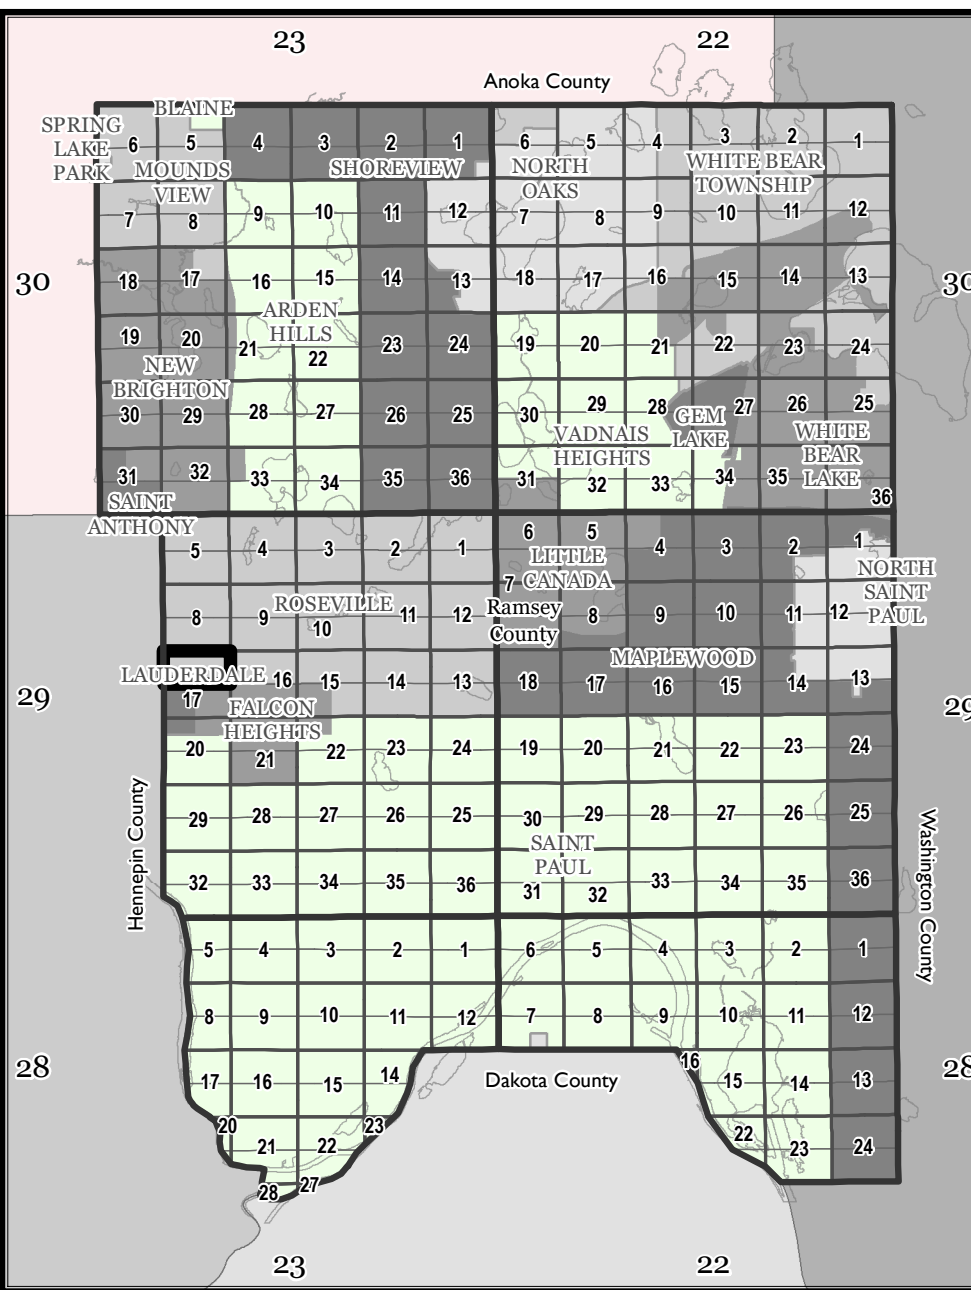 23 22
Anoka County
BLAINE
SPRING
LAKE
PARK
6 5 4 3 2 1 6 5 4 3 2 1
MOUNDS
VIEW
SHOREVIEW
NORTH
OAKS
WHITE BEAR
TOWNSHIP
7 8 9 10 11 12 7 8 9 10 11 12
30 18 17 16 15 14 13 18 17 16 15 14 13 30
ARDEN
HILLS
19 20 21 22 23 24 19 20 21 22 23 24
NEW
BRIGHTON
30 29 28 27 26 25 30 29 28 27 26 25
GEM
LAKE
VADNAIS
HEIGHTS
WHITE
BEAR
LAKE
31 32 33 34 35 36 31 32 33 34 35 36
SAINT
ANTHONY
5 4 3 2 1 6 5 4 3 2 1
LITTLE
CANADA
NORTH
SAINT
PAUL
ROSEVILLE
8 9 10 11 12 7 8 9 10 11 12
Ramsey
County
MAPLEWOOD
LAUDERDALE
29 17 16 15 14 13 18 17 16 15 14 13 29
FALCON
HEIGHTS
20 21 22 23 24 19 20 21 22 23 24
29 28 27 26 25 30 29 28 27 26 25
SAINT
PAUL
32 33 34 35 36 31 32 33 34 35 36
Hennepin County
Washington County
5 4 3 2 1 6 5 4 3 2 1
8 9 10 11 12 7 8 9 10 11 12
28 17 16 15 14 16 15 14 13 28
Dakota County
20 21 22 23 22 23 24
28 27
23 22